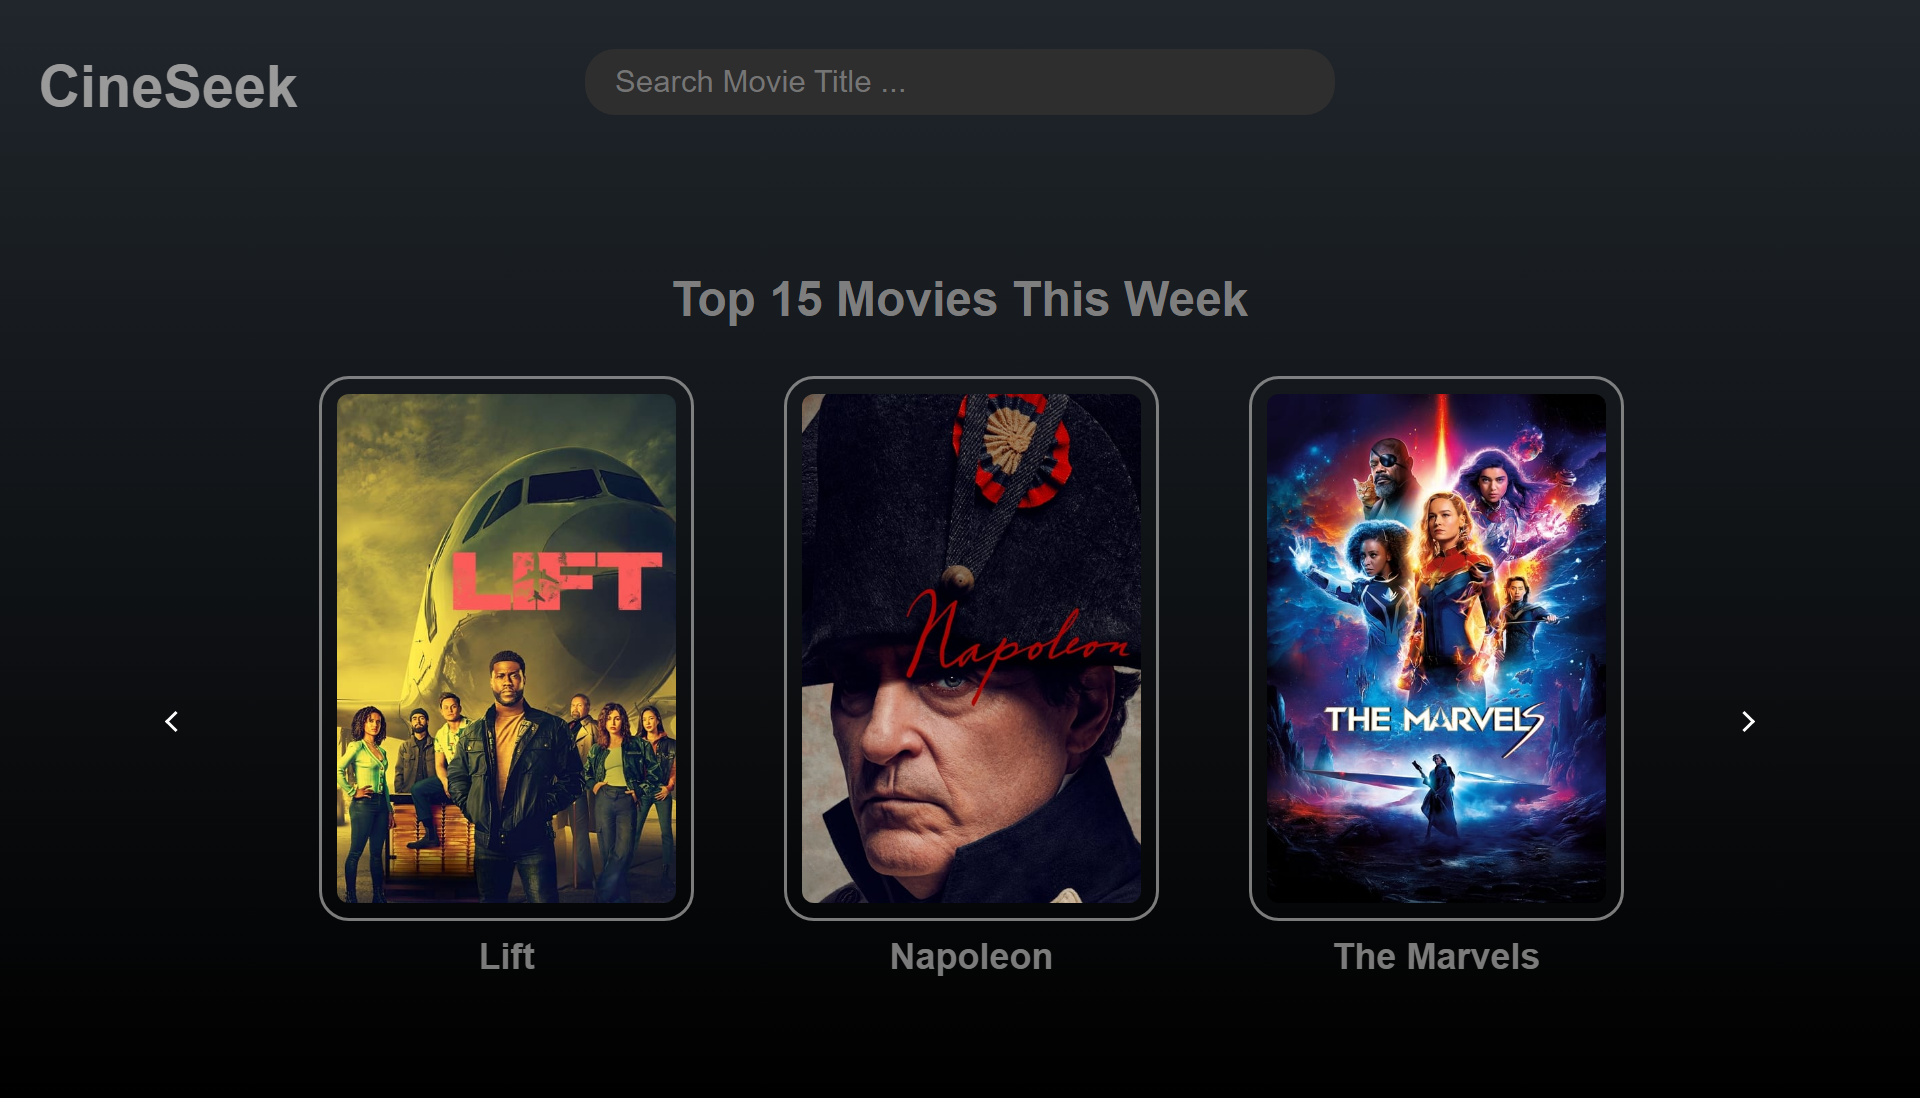 CineSeek
Search Movie Title ...
Top 15 Movies This Week
LIFT
Napoleon
THE MARVELS
Lift
Napoleon
The Marvels